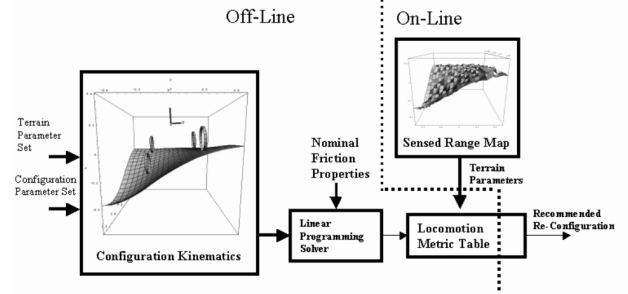 Off-Line
On-Line
Terrain
Parameter
Set
Configuration
Parameter Set
Configuration Kinematics
Nominal
Friction
Properties
Linear
Programming
Solver
Sensed Range Map
Terrain
Parameters
Locomotion
Metric Table
Recommended
Re-Configuration